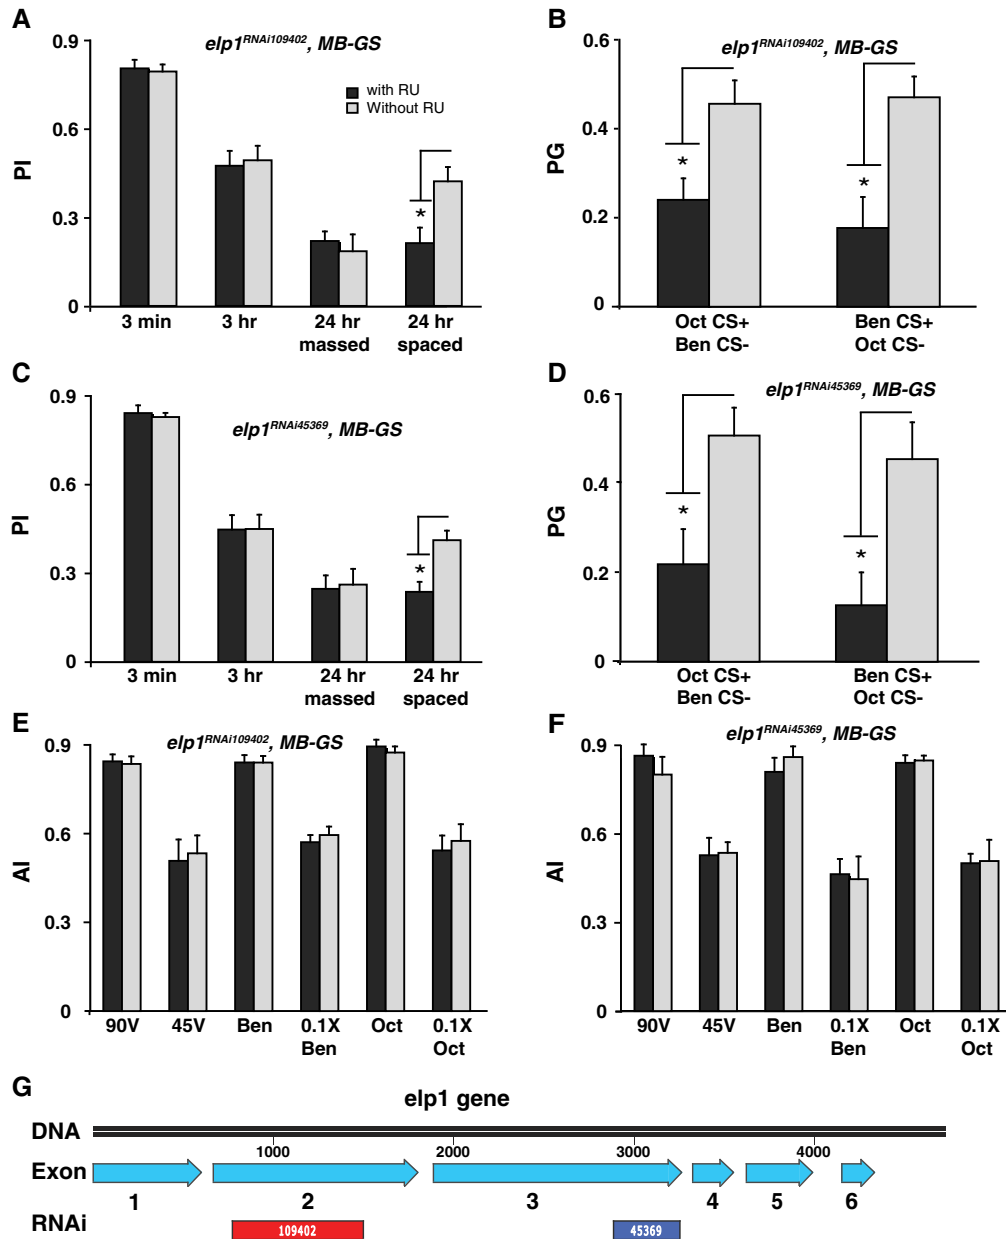 A
elp1RNAi109402, MB-GS
with RU
Without RU
PI
0.9
0.6
0.3
0
3 min
3 hr
24 hr
massed
24 hr
spaced
*
B
elp1RNAi109402, MB-GS
PG
0.6
0.4
0.2
0
*
*
Oct CS+
Ben CS-
Ben CS+
Oct CS-
C
elp1RNAi45369, MB-GS
PI
0.9
0.6
0.3
0
*
3 min
3 hr
24 hr
massed
24 hr
spaced
D
elp1RNAi45369, MB-GS
PG
0.6
0.4
0.2
0
*
*
Oct CS+
Ben CS-
Ben CS+
Oct CS-
E
elp1RNAi109402, MB-GS
AI
0.9
0.6
0.3
0
90V
45V
Ben
0.1X
Ben
Oct
0.1X
Oct
F
elp1RNAi45369, MB-GS
AI
0.9
0.6
0.3
0
90V
45V
Ben
0.1X
Ben
Oct
0.1X
Oct
G
elp1 gene
DNA
1000
2000
3000
4000
Exon
1
2
3
4
5
6
RNAi
109402
45369